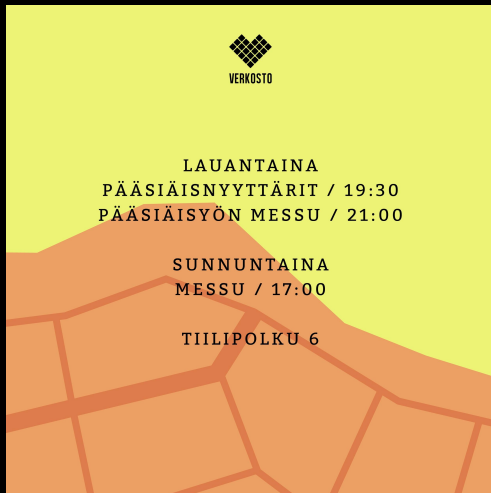 VERKOSTO
LAUANTAINA
PÄÄSIÄISNYYTTÄRIT / 19:30
PÄÄSIÄISYÖN MESSU / 21:00
SUNNUNTAINA
MESSU / 17:00
TIILIPOLKU 6